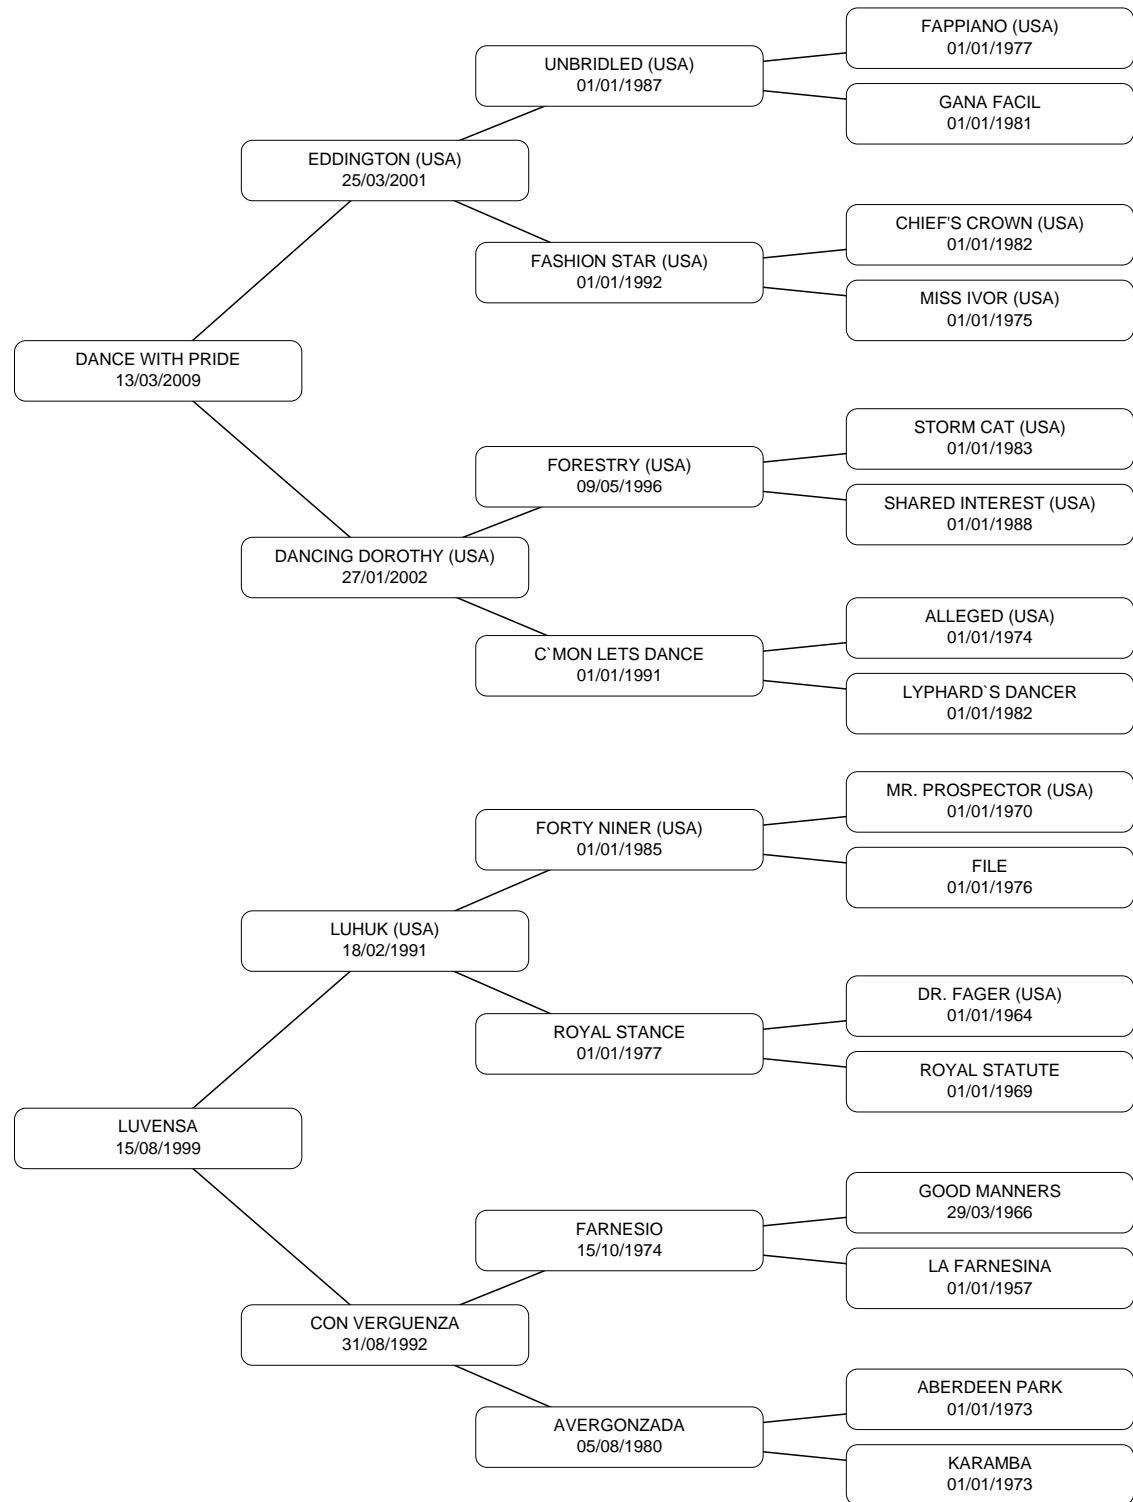 FAPPIANO (USA)
01/01/1977
UNBRIDLED (USA)
01/01/1987
GANA FACIL
01/01/1981
EDDINGTON (USA)
25/03/2001
CHIEF'S CROWN (USA)
01/01/1982
FASHION STAR (USA)
01/01/1992
MISS IVOR (USA)
01/01/1975
DANCE WITH PRIDE
13/03/2009
STORM CAT (USA)
01/01/1983
FORESTRY (USA)
09/05/1996
SHARED INTEREST (USA)
01/01/1988
DANCING DOROTHY (USA)
27/01/2002
ALLEGED (USA)
01/01/1974
C`MON LETS DANCE
01/01/1991
LYPHARD`S DANCER
01/01/1982
MR. PROSPECTOR (USA)
01/01/1970
FORTY NINER (USA)
01/01/1985
FILE
01/01/1976
LUHUK (USA)
18/02/1991
DR. FAGER (USA)
01/01/1964
ROYAL STANCE
01/01/1977
ROYAL STATUTE
01/01/1969
LUVENSA
15/08/1999
GOOD MANNERS
29/03/1966
FARNESIO
15/10/1974
LA FARNESINA
01/01/1957
CON VERGUENZA
31/08/1992
ABERDEEN PARK
01/01/1973
AVERGONZADA
05/08/1980
KARAMBA
01/01/1973